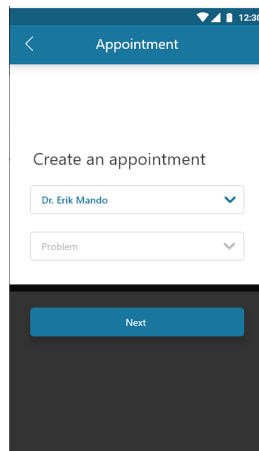 12:30
Appointment
Create an appointment
Dr. Erik Mando
Problem
Next